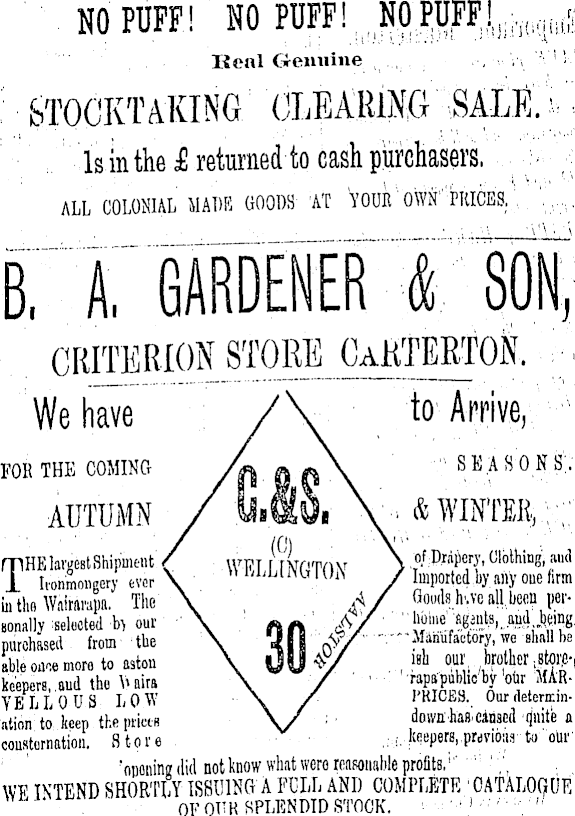 NO PUFF! NO PUFF! NO PUFF!
Real Genuine
STOCKTAKING CLEARING SALE.
1s in the £ returned to cash purchasers.
ALL COLONIAL MADE GOODS AT YOUR OWN PRICES,
B. A. GARDENER & SON,
CRITERION STORE CARTERTON.
We have to Arrive,
FOR THE COMING SEASONS.
AUTUMN & WINTER,
G.&S.
(C)
WELLINGTON
30
RALSTON
THE largest Shipment of Drapery, Clothing, and
Ironmongery ever Imported by any one firm
in the Wairarapa. The Goods have all been per-
sonally selected by our home agents, and being
purchased from the Manufactory, we shall be
able once more to aston ish our brother store-
keepers, and the Waira rapa public by our MAR-
VELLOUS LOW PRICES. Our determin-
ation to keep the prices down has caused quite a
consternation. Store keepers, previous to our
opening did not know what were reasonable profits.
WE INTEND SHORTLY ISSUING A FULL AND COMPLETE CATALOGUE
OF OUR SPLENDID STOCK.